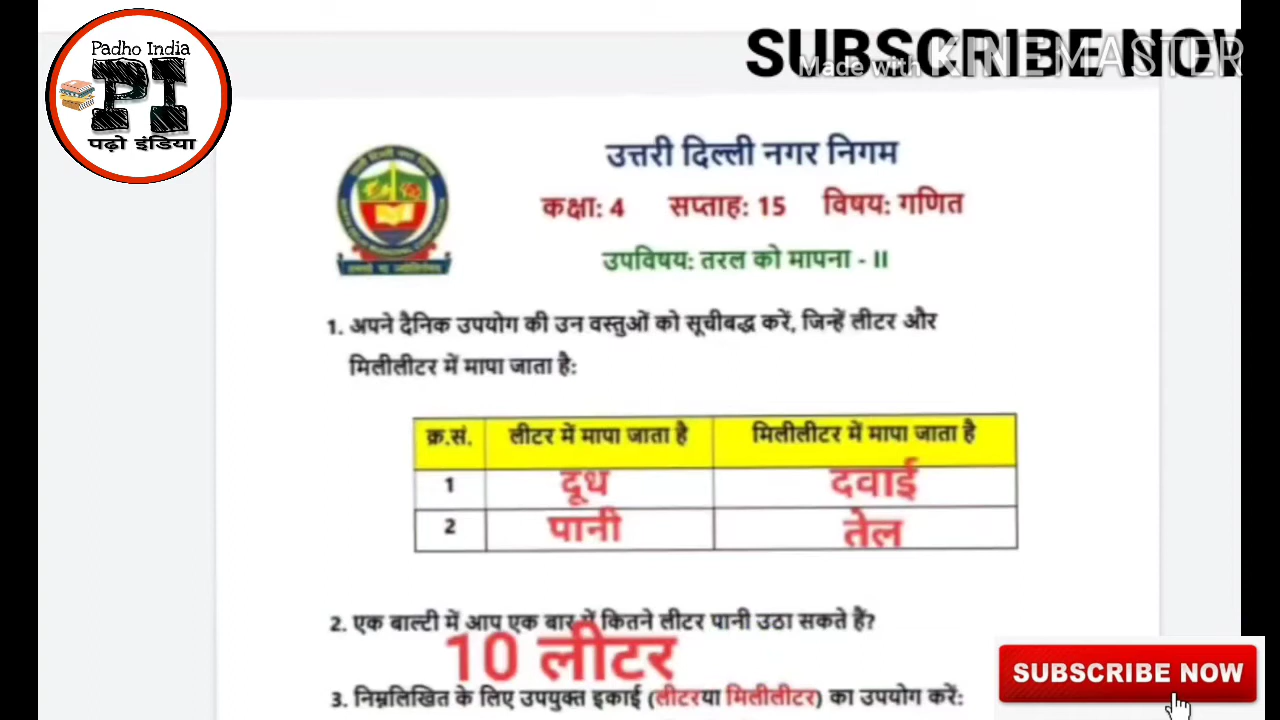 Padho India
PI
पढ़ो इंडिया
SUBSCRIBE NOW
Made with KINEMASTER
उत्तरी दिल्ली नगर निगम
कक्षा: 4 सप्ताह: 15 विषय: गणित
उपविषय: तरल को मापना - II
1. अपने दैनिक उपयोग की उन वस्तुओं को सूचीबद्ध करें, जिन्हें लीटर और
मिलीलीटर में मापा जाता है:
क्र.सं. लीटर में मापा जाता है मिलीलीटर में मापा जाता है
1 दूध दवाई
2 पानी तेल
2. एक बाल्टी में आप एक बार में कितने लीटर पानी उठा सकते हैं?
10 लीटर
3. निम्नलिखित के लिए उपयुक्त इकाई (लीटरया मिलीलीटर) का उपयोग करें:
SUBSCRIBE NOW